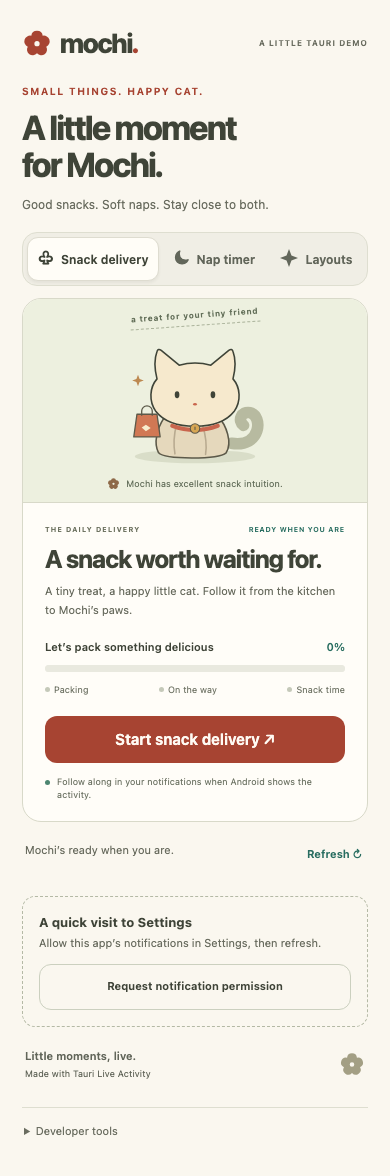 mochi.
A LITTLE TAURI DEMO
SMALL THINGS. HAPPY CAT.
A little moment
for Mochi.
Good snacks. Soft naps. Stay close to both.
Snack delivery
Nap timer
Layouts
a treat for your tiny friend
Mochi has excellent snack intuition.
THE DAILY DELIVERY
READY WHEN YOU ARE
A snack worth waiting for.
A tiny treat, a happy little cat. Follow it from the kitchen
to Mochi’s paws.
Let’s pack something delicious
0%
Packing
On the way
Snack time
Start snack delivery ↗
Follow along in your notifications when Android shows the
activity.
Mochi’s ready when you are.
Refresh ↻
A quick visit to Settings
Allow this app’s notifications in Settings, then refresh.
Request notification permission
Little moments, live.
Made with Tauri Live Activity
▶ Developer tools